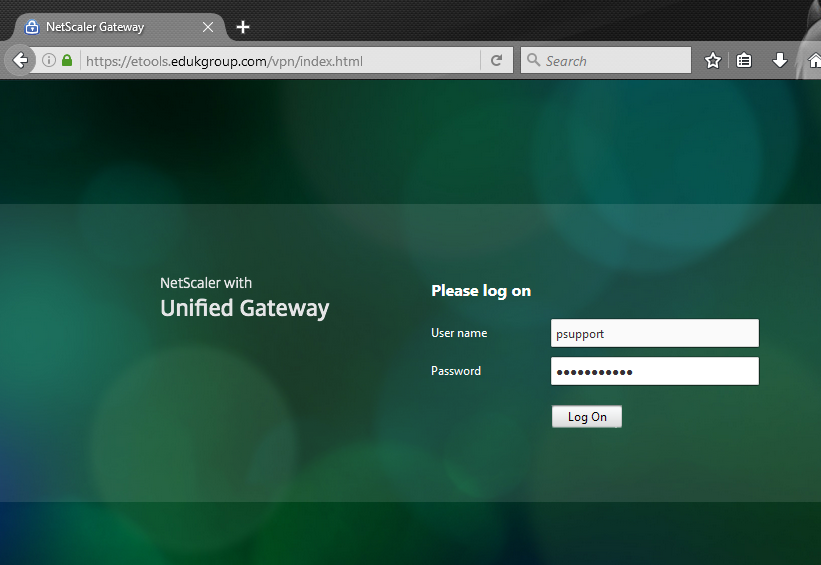 NetScaler Gateway
https://etools.edukgroup.com/vpn/index.html
Search
NetScaler with
Unified Gateway
Please log on
User name
psupport
Password
•••••••••••
Log On